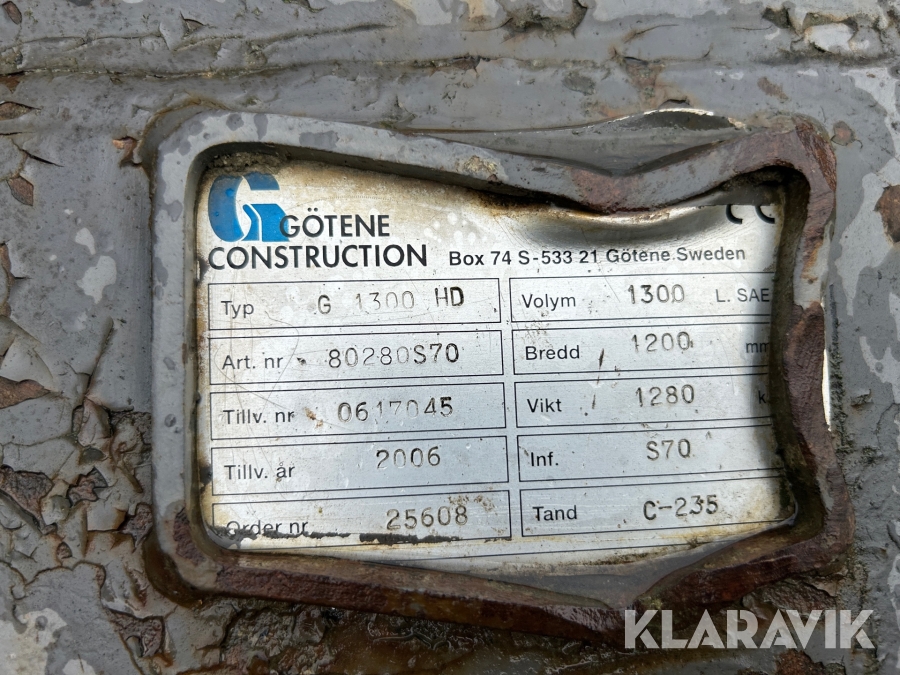 GÖTENE
CONSTRUCTION Box 74 S-533 21 Götene Sweden
Typ G 1300 HD Volym 1300 L. SAE
Art. nr 80280S70 Bredd 1200 mm
Tillv. nr 0617045 Vikt 1280 k
Tillv. år 2006 Inf. S70
Order nr 25608 Tand C-235
KLARAVIK